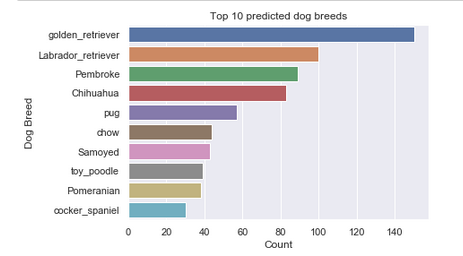 Top 10 predicted dog breeds
golden_retriever
Labrador_retriever
Pembroke
Chihuahua
pug
chow
Samoyed
toy_poodle
Pomeranian
cocker_spaniel
Dog Breed
0 20 40 60 80 100 120 140
Count